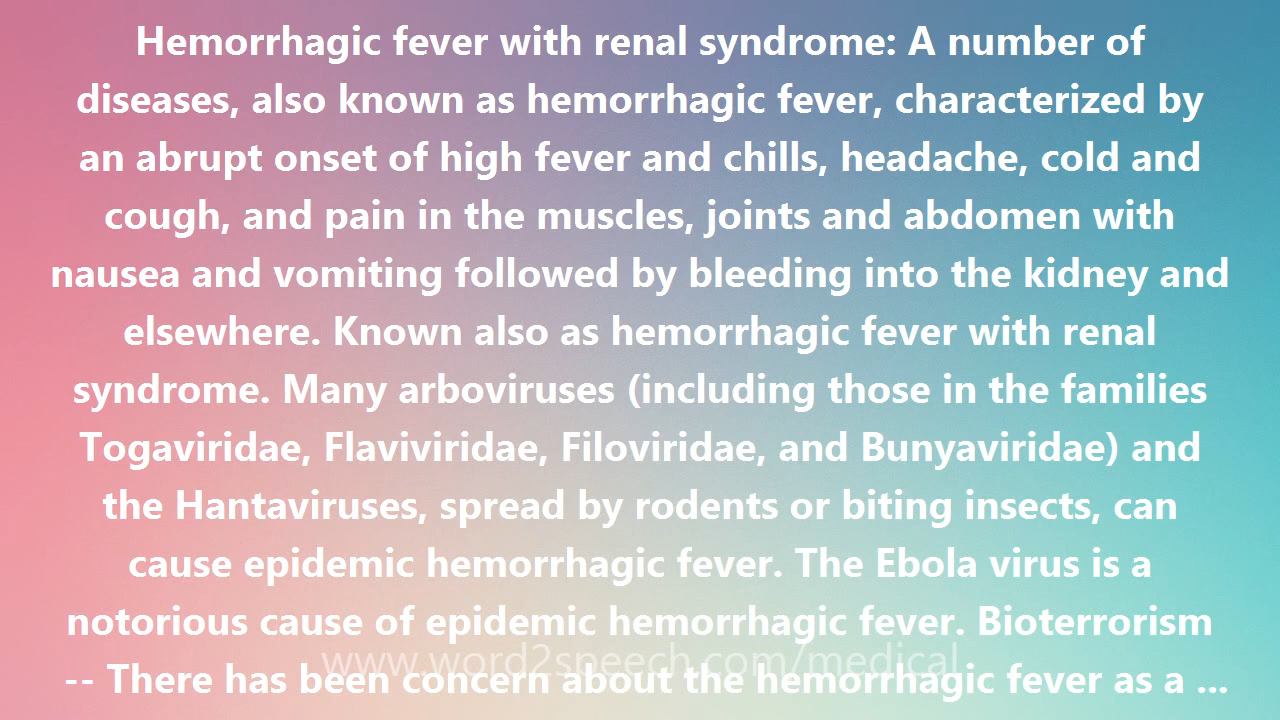 Hemorrhagic fever with renal syndrome: A number of
diseases, also known as hemorrhagic fever, characterized by
an abrupt onset of high fever and chills, headache, cold and
cough, and pain in the muscles, joints and abdomen with
nausea and vomiting followed by bleeding into the kidney and
elsewhere. Known also as hemorrhagic fever with renal
syndrome. Many arboviruses (including those in the families
Togaviridae, Flaviviridae, Filoviridae, and Bunyaviridae) and
the Hantaviruses, spread by rodents or biting insects, can
cause epidemic hemorrhagic fever. The Ebola virus is a
notorious cause of epidemic hemorrhagic fever. Bioterrorism
www.word2speech.com/medical
-- There has been concern about the hemorrhagic fever as a ...